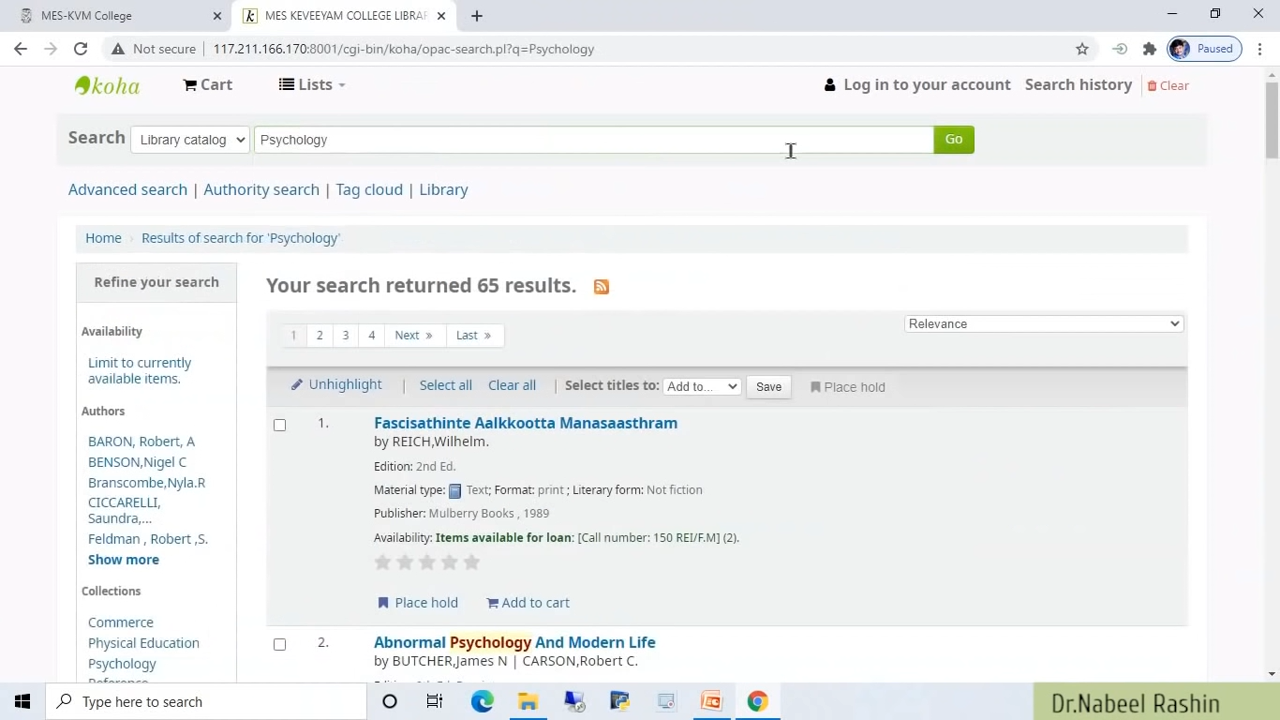 MES-KVM College
MES KEVEEYAM COLLEGE LIBRAR
Not secure 117.211.166.170:8001/cgi-bin/koha/opac-search.pl?q=Psychology Paused
koha Cart Lists Log in to your account Search history Clear
Search Library catalog Psychology Go
Advanced search | Authority search | Tag cloud | Library
Home › Results of search for 'Psychology'
Refine your search
Availability
Limit to currently
available items.
Authors
BARON, Robert, A
BENSON,Nigel C
Branscombe,Nyla.R
CICCARELLI,
Saundra,...
Feldman , Robert ,S.
Show more
Collections
Commerce
Physical Education
Psychology
Your search returned 65 results.
1 2 3 4 Next » Last »
Relevance
Unhighlight | Select all Clear all | Select titles to: Add to... Save Place hold
1. Fascisathinte Aalkkootta Manasaasthram
by REICH,Wilhelm.
Edition: 2nd Ed.
Material type: Text; Format: print ; Literary form: Not fiction
Publisher: Mulberry Books , 1989
Availability: Items available for loan: [Call number: 150 REI/F.M] (2).
Place hold Add to cart
2. Abnormal Psychology And Modern Life
by BUTCHER,James N | CARSON,Robert C.
Type here to search
Dr.Nabeel Rashin